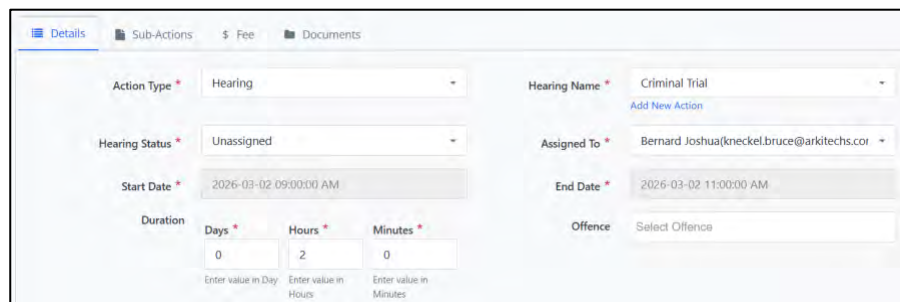 Details Sub-Actions $ Fee Documents
Action Type * Hearing Hearing Name * Criminal Trial
Add New Action
Hearing Status * Unassigned Assigned To * Bernard Joshua(kneckel.bruce@arkitechs.cor
Start Date * 2026-03-02 09:00:00 AM End Date * 2026-03-02 11:00:00 AM
Duration Days * Hours * Minutes * Offence Select Offence
0 2 0
Enter value in Day Enter value in Hours Enter value in Minutes